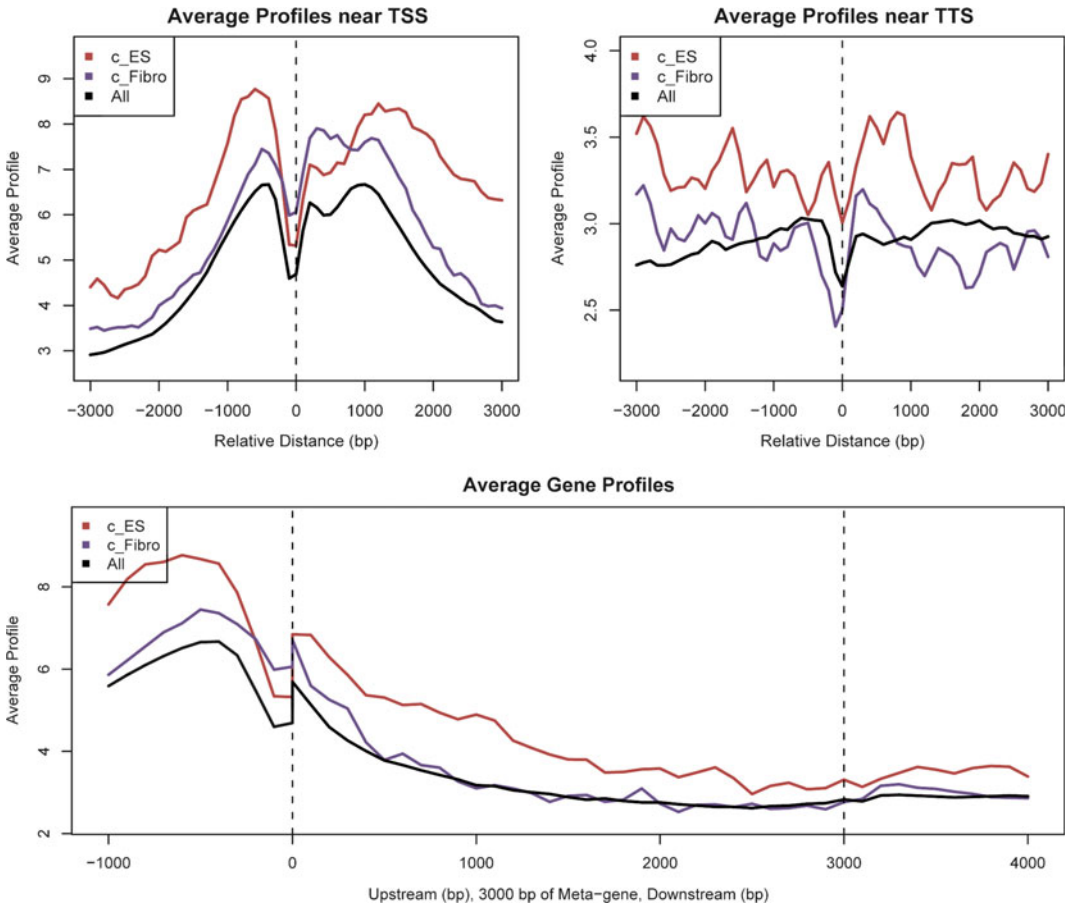 Average Profiles near TSS
Average Profile
c_ES
c_Fibro
All
3
4
5
6
7
8
9
−3000
−2000
−1000
0
1000
2000
3000
Relative Distance (bp)
Average Profiles near TTS
Average Profile
c_ES
c_Fibro
All
2.5
3.0
3.5
4.0
−3000
−2000
−1000
0
1000
2000
3000
Relative Distance (bp)
Average Gene Profiles
Average Profile
c_ES
c_Fibro
All
2
4
6
8
−1000
0
1000
2000
3000
4000
Upstream (bp), 3000 bp of Meta-gene, Downstream (bp)